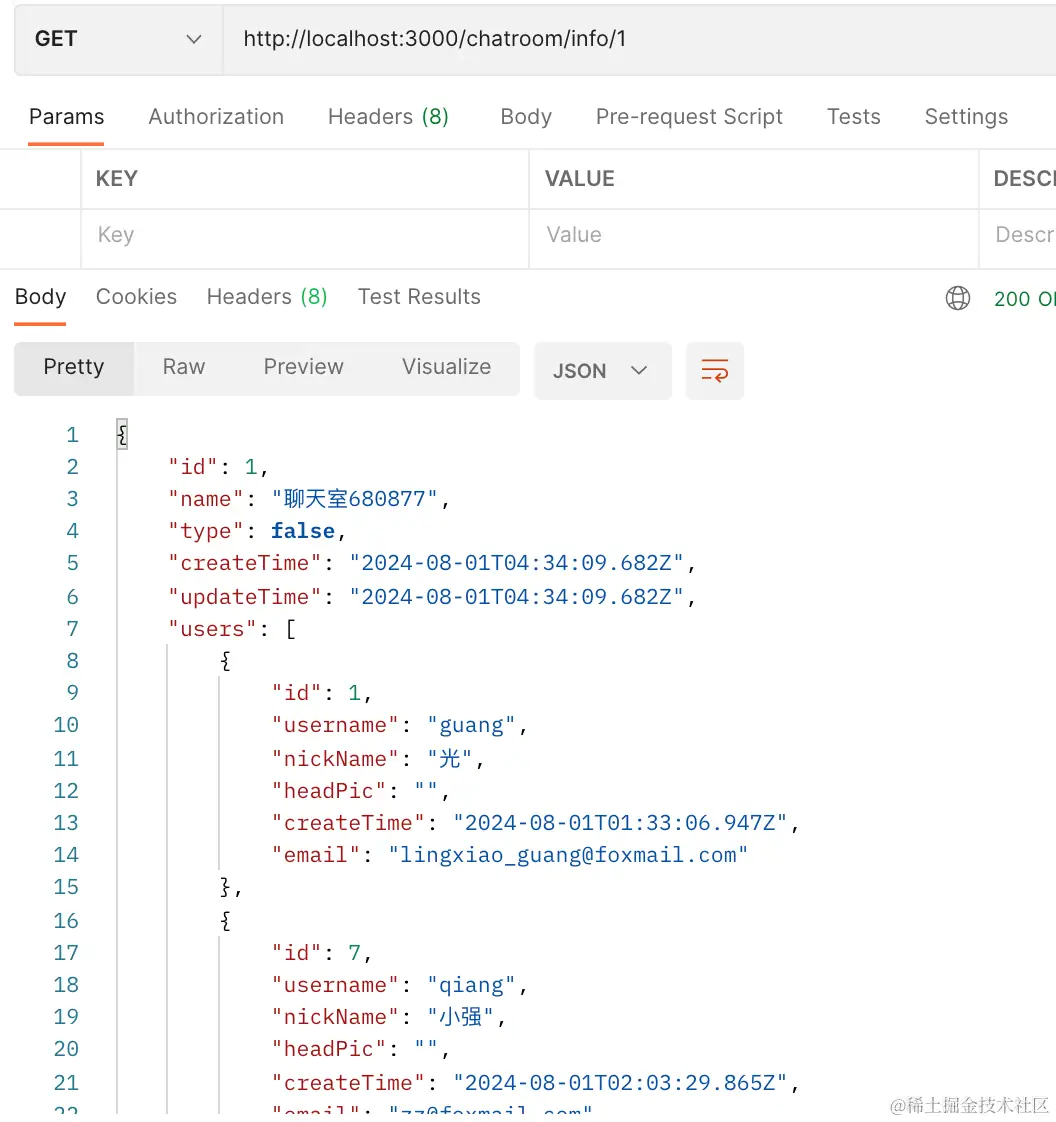 GET http://localhost:3000/chatroom/info/1
Params Authorization Headers (8) Body Pre-request Script Tests Settings
KEY VALUE DESCI
Key Value Descr
Body Cookies Headers (8) Test Results 200 O
Pretty Raw Preview Visualize JSON
1 {
2 "id": 1,
3 "name": "聊天室680877",
4 "type": false,
5 "createTime": "2024-08-01T04:34:09.682Z",
6 "updateTime": "2024-08-01T04:34:09.682Z",
7 "users": [
8 {
9 "id": 1,
10 "username": "guang",
11 "nickName": "光",
12 "headPic": "",
13 "createTime": "2024-08-01T01:33:06.947Z",
14 "email": "lingxiao_guang@foxmail.com"
15 },
16 {
17 "id": 7,
18 "username": "qiang",
19 "nickName": "小强",
20 "headPic": "",
21 "createTime": "2024-08-01T02:03:29.865Z",
22 "email": "zz@foxmail.com"
@稀土掘金技术社区